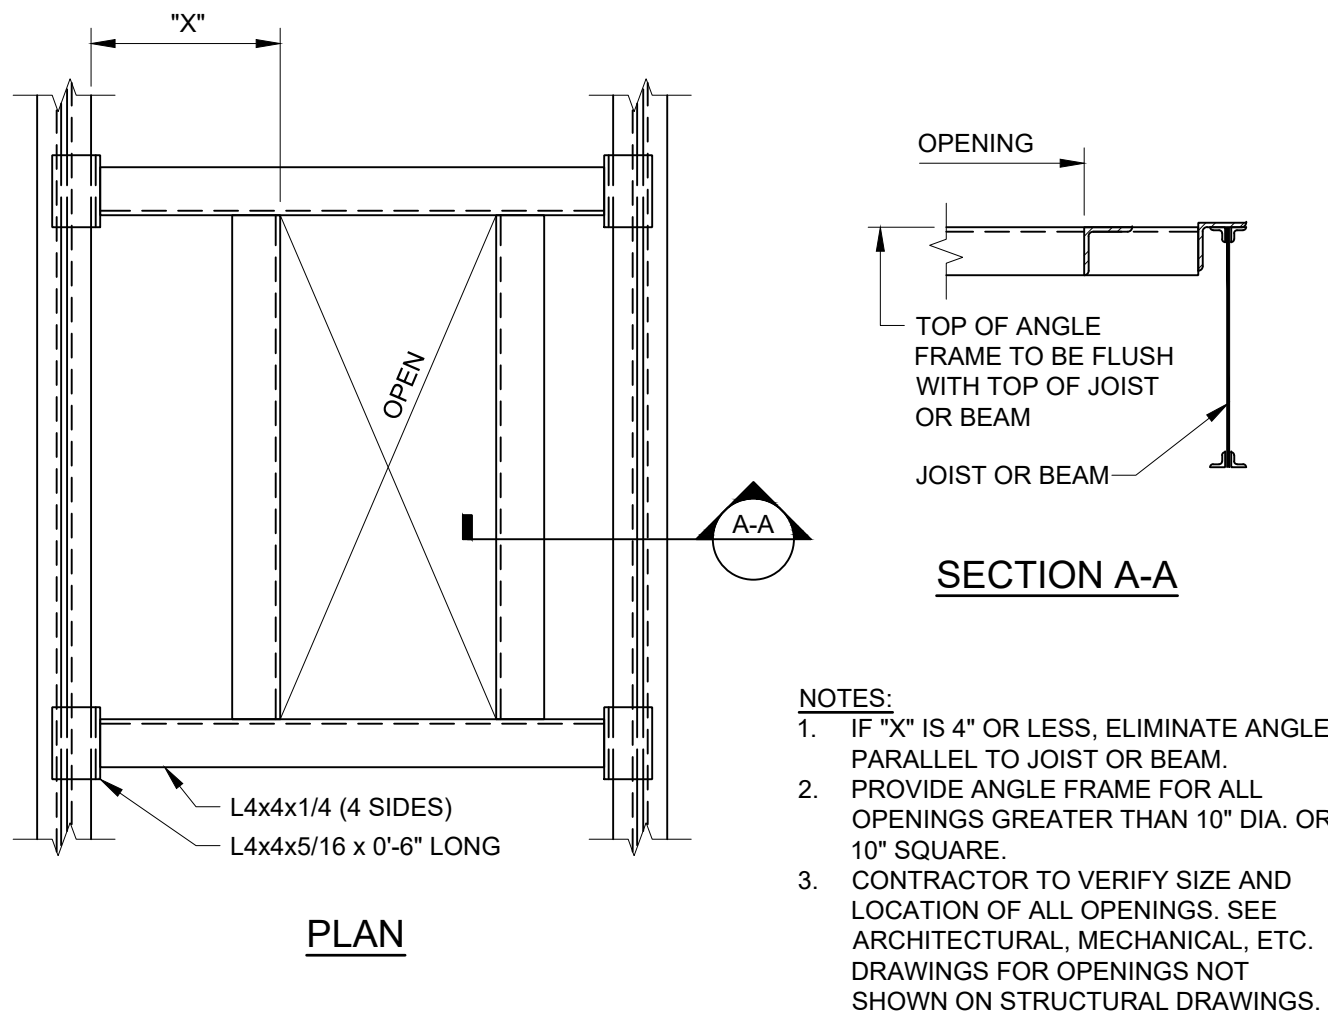 "X"
OPEN
A-A
L4x4x1/4 (4 SIDES)
L4x4x5/16 x 0'-6" LONG
PLAN
OPENING
TOP OF ANGLE
FRAME TO BE FLUSH
WITH TOP OF JOIST
OR BEAM
JOIST OR BEAM
SECTION A-A
NOTES:
1. IF "X" IS 4" OR LESS, ELIMINATE ANGLE
PARALLEL TO JOIST OR BEAM.
2. PROVIDE ANGLE FRAME FOR ALL
OPENINGS GREATER THAN 10" DIA. OR
10" SQUARE.
3. CONTRACTOR TO VERIFY SIZE AND
LOCATION OF ALL OPENINGS. SEE
ARCHITECTURAL, MECHANICAL, ETC.
DRAWINGS FOR OPENINGS NOT
SHOWN ON STRUCTURAL DRAWINGS.